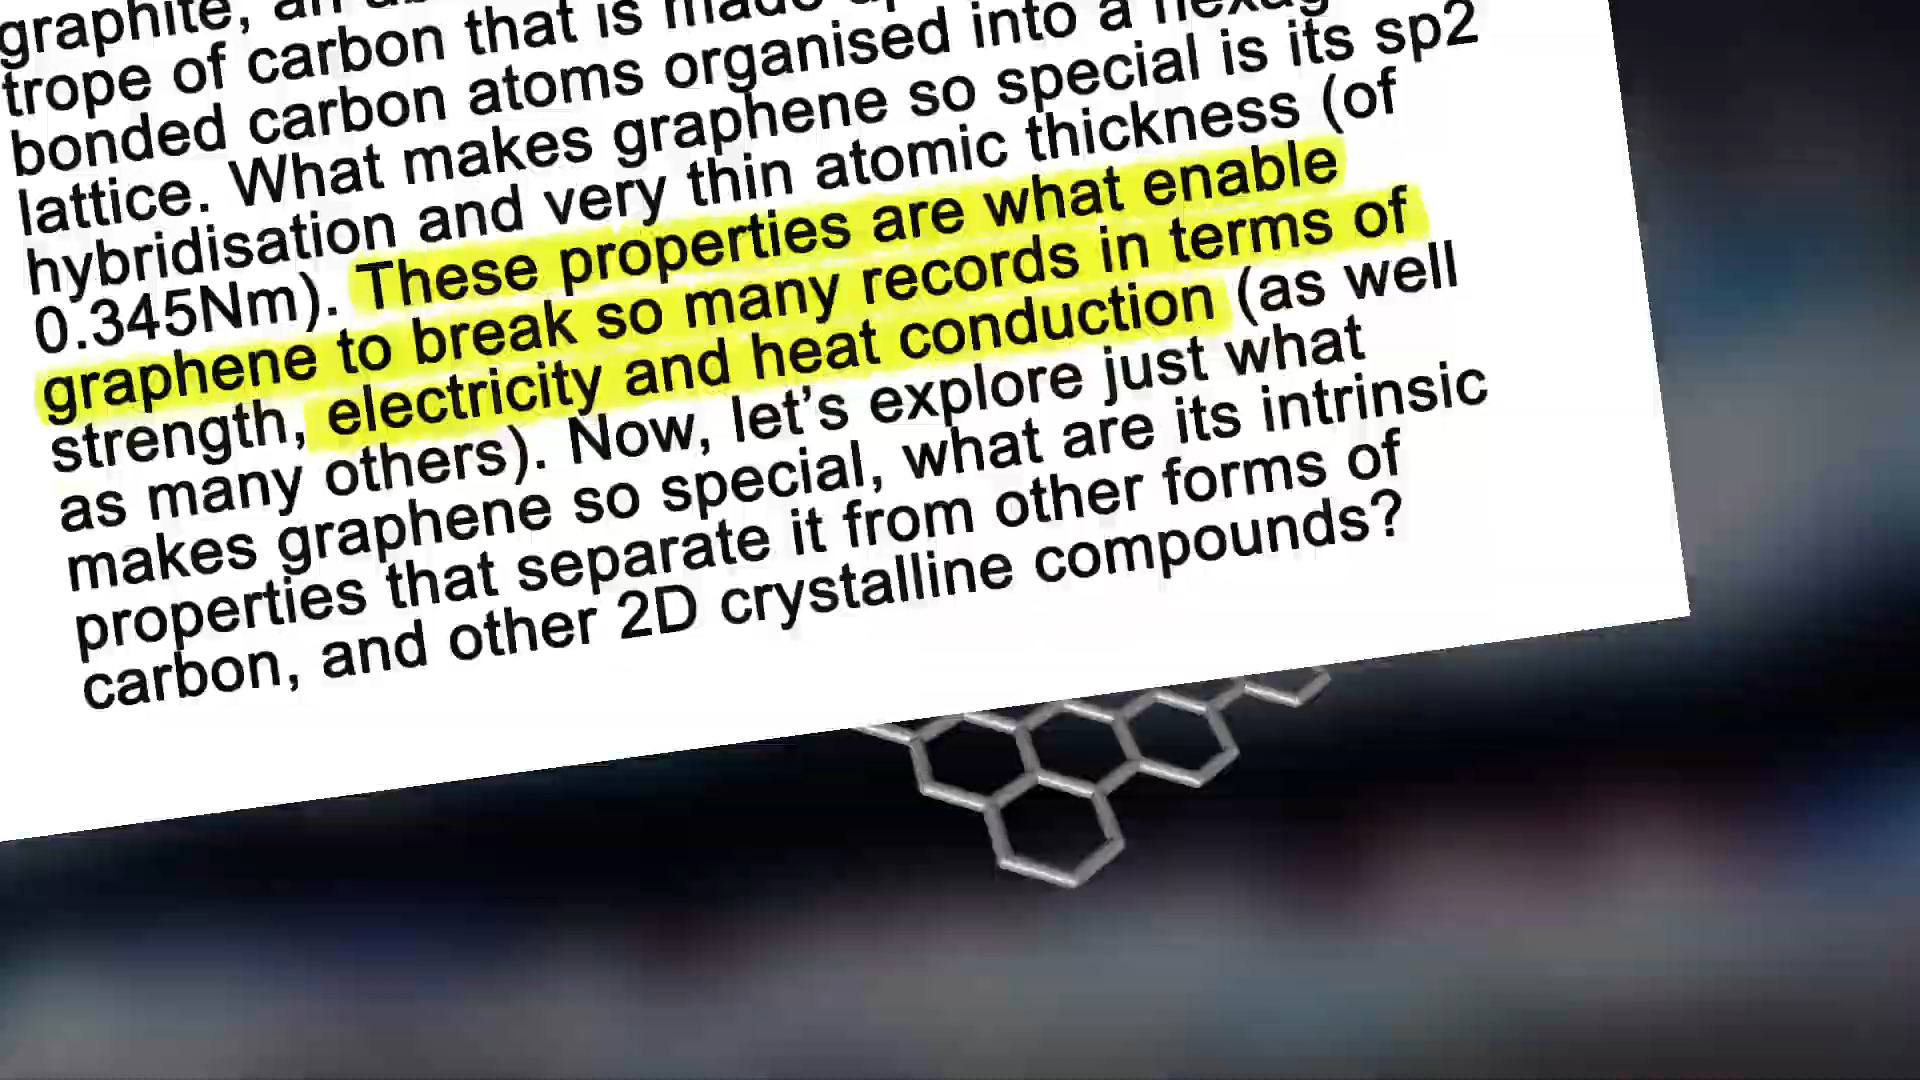 graphite, an
trope of carbon that is made
bonded carbon atoms organised into a
lattice. What makes graphene so special is its sp2
hybridisation and very thin atomic thickness (of
0.345Nm). These properties are what enable
graphene to break so many records in terms of
strength, electricity and heat conduction (as well
as many others). Now, let's explore just what
makes graphene so special, what are its intrinsic
properties that separate it from other forms of
carbon, and other 2D crystalline compounds?